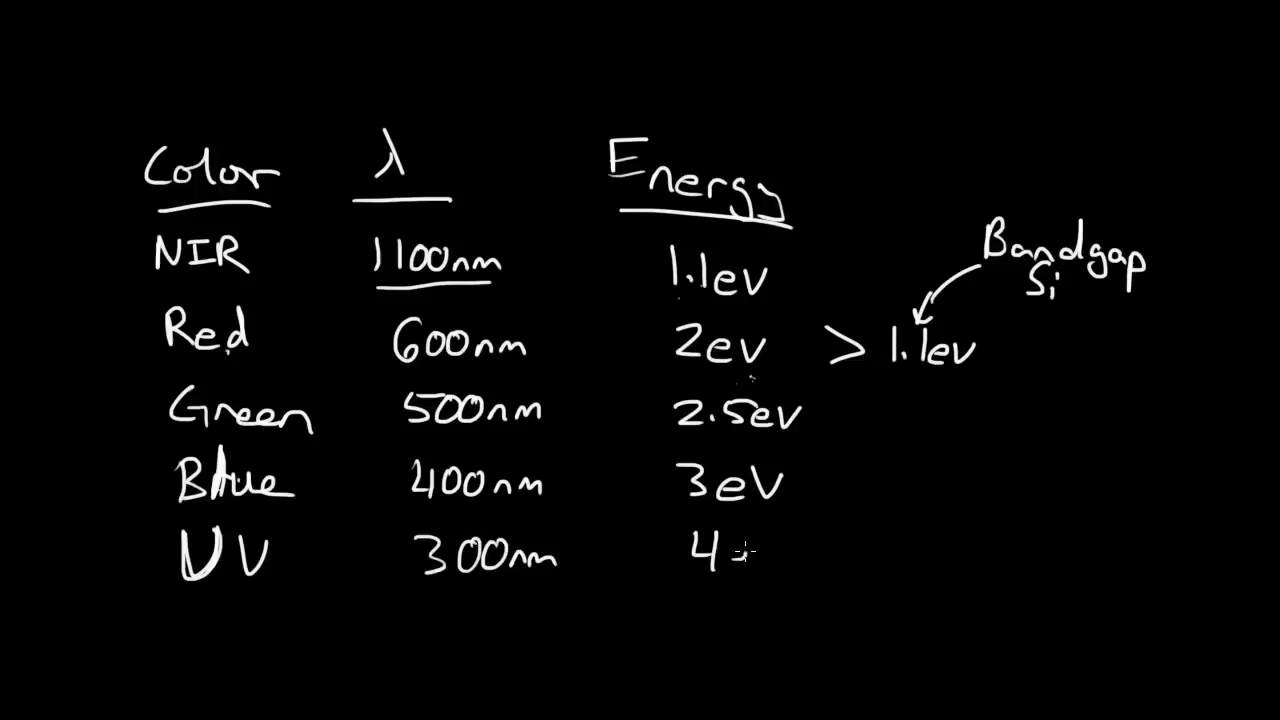 Color λ Energy
NIR 1100nm 1.1ev
Bandgap
Si
Red 600nm 2ev > 1.1ev
Green 500nm 2.5ev
Blue 400nm 3eV
UV 300nm 4